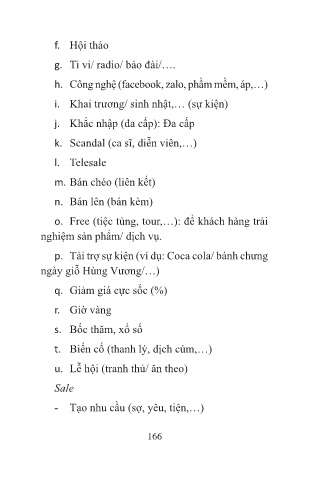 f. Hội thảo
g. Ti vi/ radio/ báo đài/….
h. Công nghệ (facebook, zalo, phầm mềm, áp,…)
i. Khai trương/ sinh nhật,… (sự kiện)
j. Khắc nhập (đa cấp): Đa cấp
k. Scandal (ca sĩ, diễn viên,…)
l. Telesale
m. Bán chéo (liên kết)
n. Bán lên (bán kèm)
o. Free (tiệc tùng, tour,…): để khách hàng trải
nghiệm sản phẩm/ dịch vụ.
p. Tài trợ sự kiện (ví dụ: Coca cola/ bánh chưng
ngày giỗ Hùng Vương/…)
q. Giảm giá cực sốc (%)
r. Giờ vàng
s. Bốc thăm, xổ số
t. Biến cố (thanh lý, dịch cúm,…)
u. Lễ hội (tranh thủ/ ăn theo)
Sale
- Tạo nhu cầu (sợ, yêu, tiện,…)
166